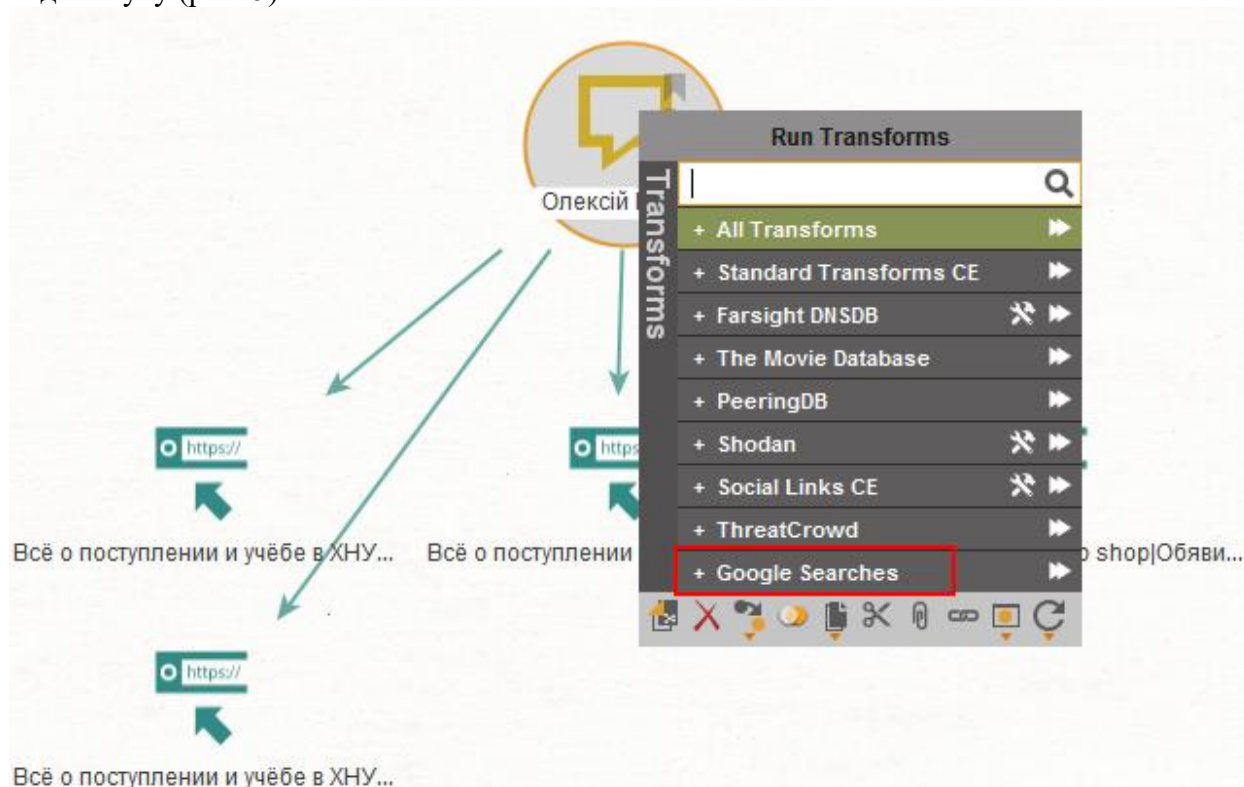 Run Transforms
Олексій
Transforms
+ All Transforms
+ Standard Transforms CE
+ Farsight DNSDB
+ The Movie Database
+ PeeringDB
+ Shodan
+ Social Links CE
+ ThreatCrowd
+ Google Searches
https://
https
Всё о поступлении и учёбе в ХНУ...
Всё о поступлении
shop|Обяви...
https://
Всё о поступлении и учёбе в ХНУ...